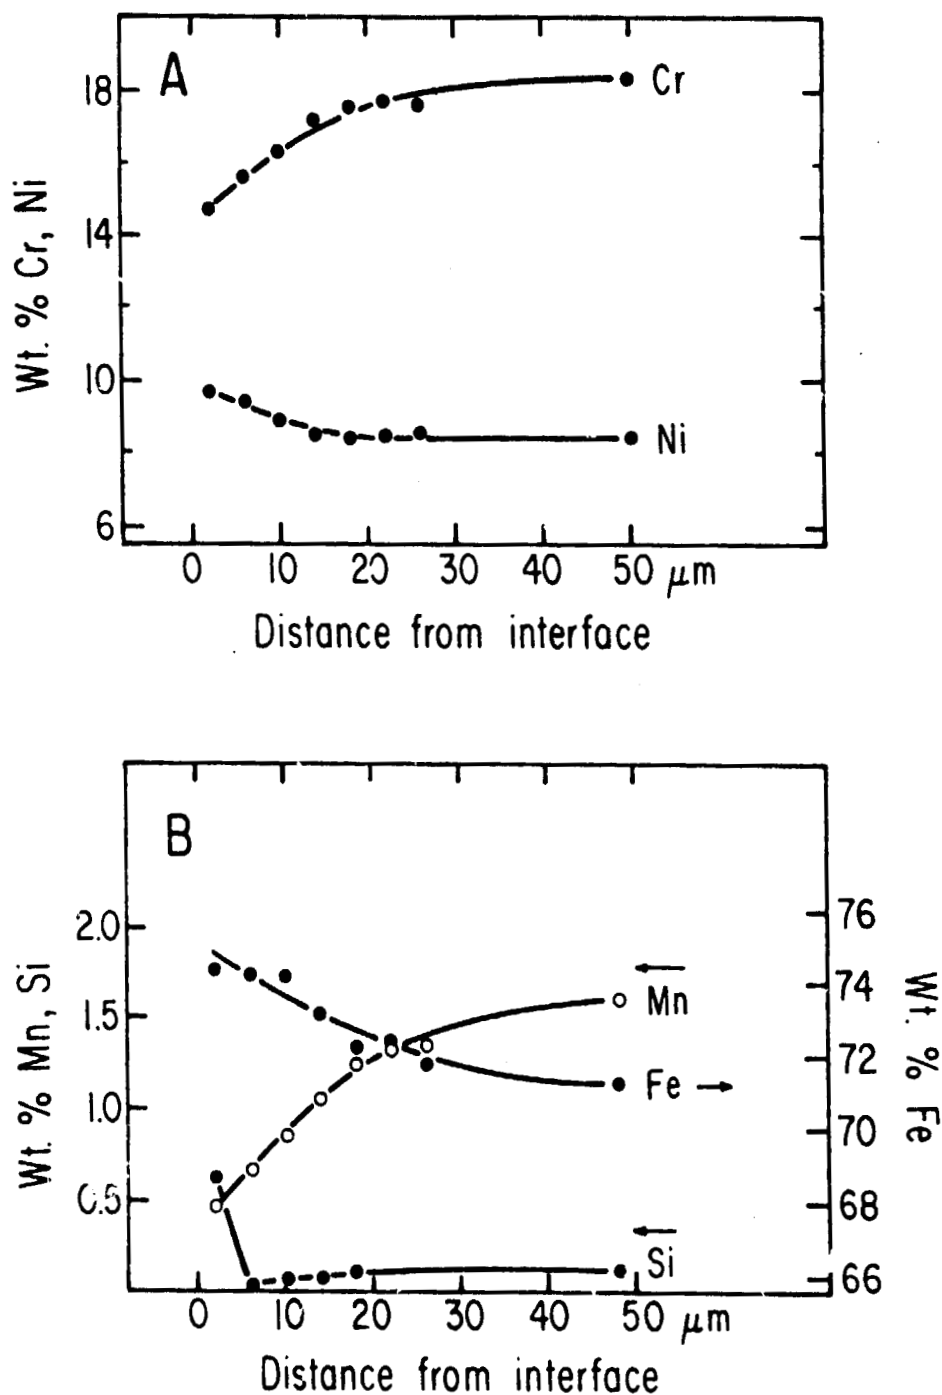 A
18
14
10
6
Wt. % Cr, Ni
Cr
Ni
0 10 20 30 40 50 μm
Distance from interface
B
2.0
1.5
1.0
0.5
Wt. % Mn, Si
76
74
72
70
68
66
Wt. % Fe
Mn
Fe
Si
0 10 20 30 40 50 μm
Distance from interface